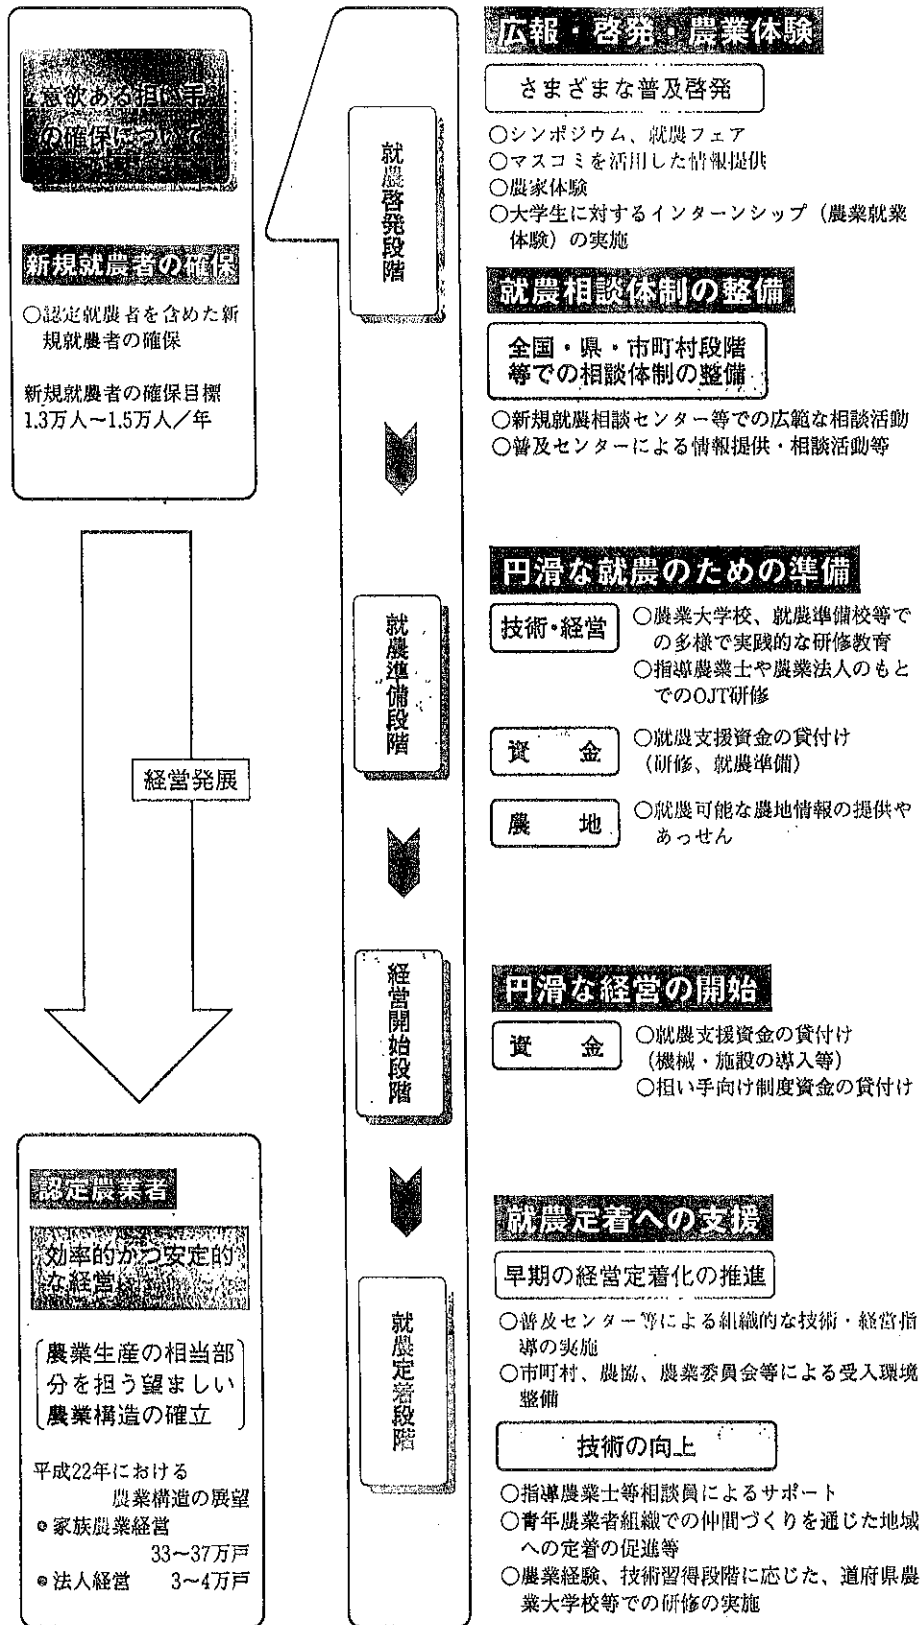 意欲ある担い手
の確保について
新規就農者の確保
○認定就農者を含めた新
規就農者の確保
新規就農者の確保目標
1.3万人～1.5万人／年
経営発展
認定農業者
効率的かつ安定的
な経営
農業生産の相当部
分を担う望ましい
農業構造の確立
平成22年における
農業構造の展望
●家族農業経営
33～37万戸
●法人経営 3～4万戸
就農啓発段階
就農準備段階
経営開始段階
就農定着段階
広報・啓発・農業体験
さまざまな普及啓発
○シンポジウム、就農フェア
○マスコミを活用した情報提供
○農家体験
○大学生に対するインターンシップ（農業就業
体験）の実施
就農相談体制の整備
全国・県・市町村段階
等での相談体制の整備
○新規就農相談センター等での広範な相談活動
○普及センターによる情報提供・相談活動等
円滑な就農のための準備
技術・経営
○農業大学校、就農準備校等で
の多様で実践的な研修教育
○指導農業士や農業法人のもと
でのOJT研修
資 金
○就農支援資金の貸付け
（研修、就農準備）
農 地
○就農可能な農地情報の提供や
あっせん
円滑な経営の開始
資 金
○就農支援資金の貸付け
（機械・施設の導入等）
○担い手向け制度資金の貸付け
就農定着への支援
早期の経営定着化の推進
○普及センター等による組織的な技術・経営指
導の実施
○市町村、農協、農業委員会等による受入環境
整備
技術の向上
○指導農業士等相談員によるサポート
○青年農業者組織での仲間づくりを通じた地域
への定着の促進等
○農業経験、技術習得段階に応じた、道府県農
業大学校等での研修の実施